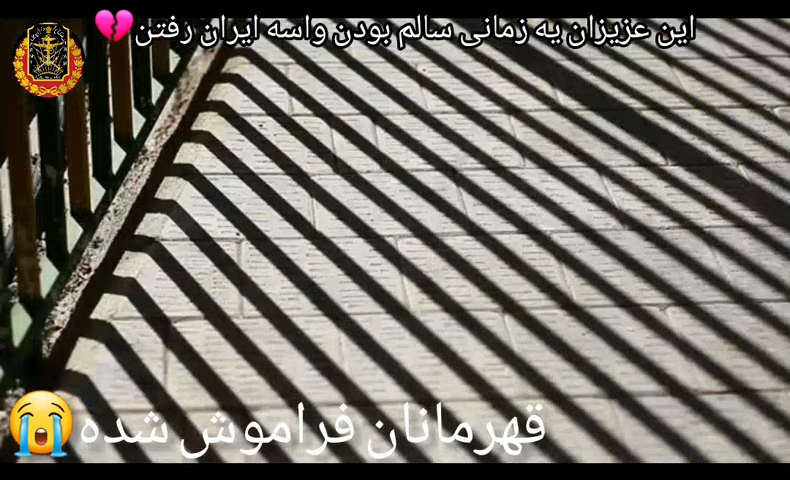 این عزیزان یه زمانی سالم بودن واسه ایران رفتن💔
قهرمانان فراموش شده😭